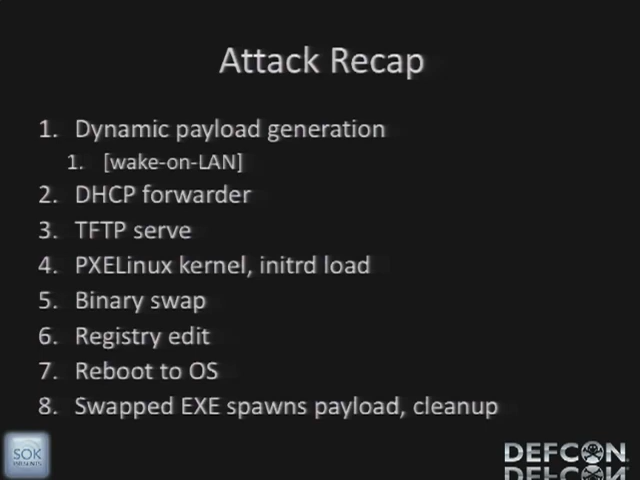 Attack Recap
1. Dynamic payload generation
1. [wake-on-LAN]
2. DHCP forwarder
3. TFTP serve
4. PXELinux kernel, initrd load
5. Binary swap
6. Registry edit
7. Reboot to OS
8. Swapped EXE spawns payload, cleanup
SOK
DEFCON